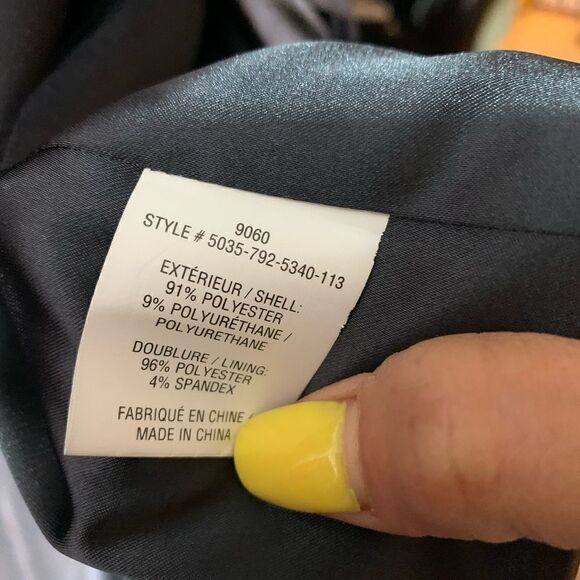 9060
STYLE # 5035-792-5340-113
EXTÉRIEUR / SHELL:
91% POLYESTER
9% POLYURÉTHANE /
POLYURETHANE
DOUBLURE / LINING:
96% POLYESTER
4% SPANDEX
FABRIQUÉ EN CHINE /
MADE IN CHINA